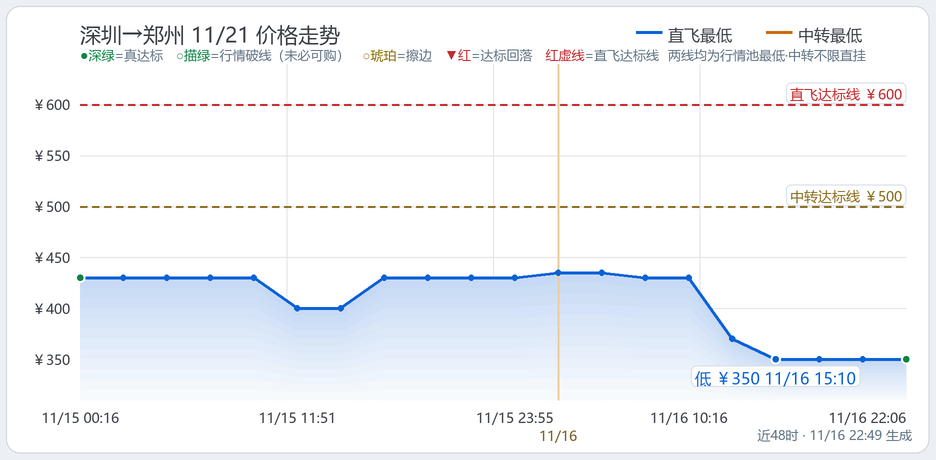 深圳→郑州 11/21 价格走势
直飞最低 中转最低
●深绿=真达标 ○描绿=行情破线（未必可购） ○琥珀=擦边 ▼红=达标回落 红虚线=直飞达标线 两线均为行情池最低·中转不限直挂
¥600
直飞达标线 ¥600
¥550
¥500
中转达标线 ¥500
¥450
¥400
¥350
低 ¥350 11/16 15:10
11/15 00:16 11/15 11:51 11/15 23:55 11/16 10:16 11/16 22:06
11/16
近48时 · 11/16 22:49 生成